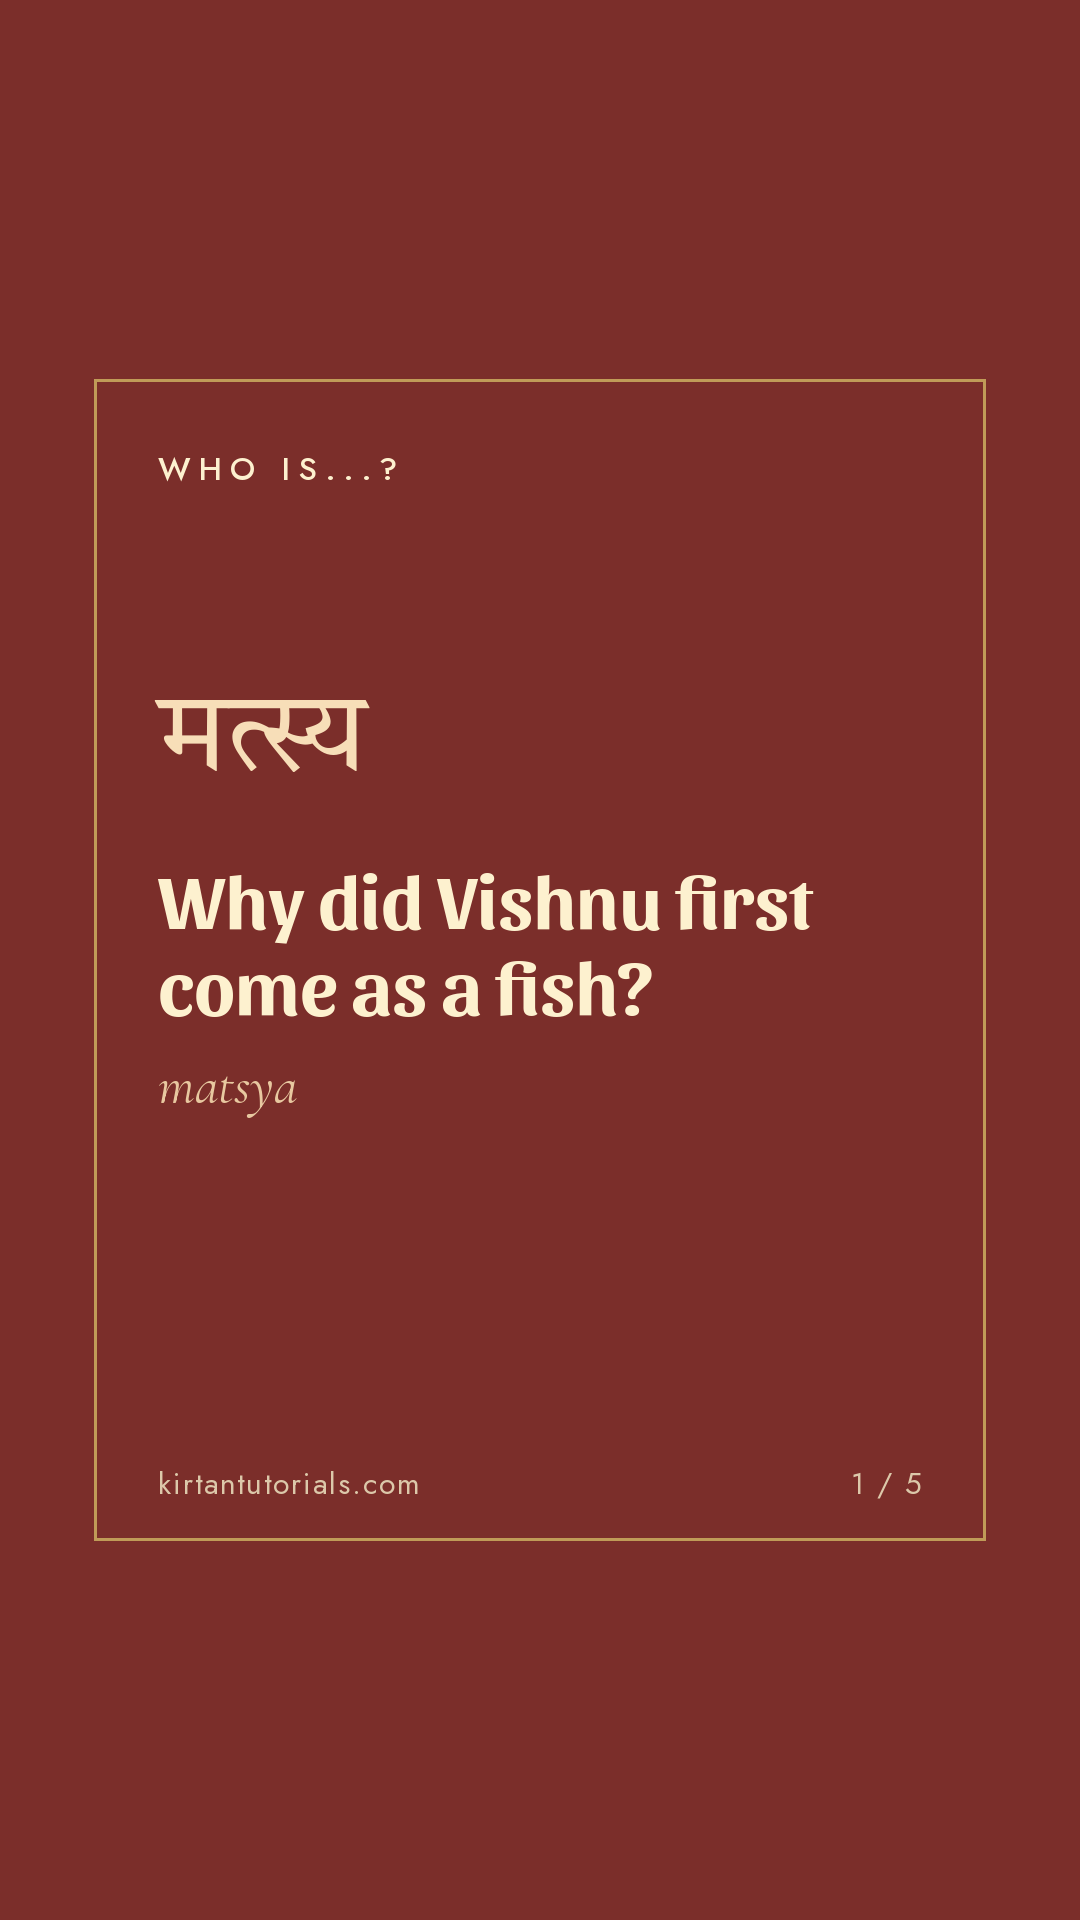 WHO IS...?
मत्स्य
Why did Vishnu first
come as a fish?
matsya
kirtantutorials.com
1 / 5